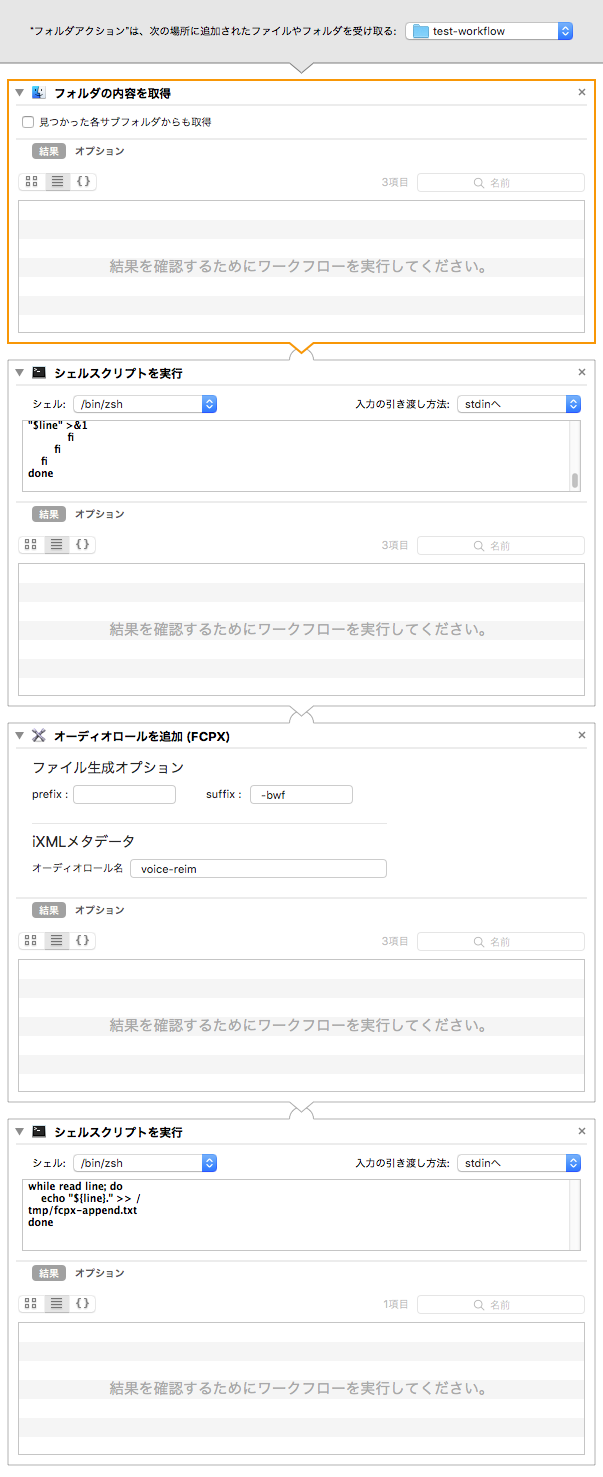 "フォルダアクション"は、次の場所に追加されたファイルやフォルダを受け取る: test-workflow
フォルダの内容を取得
見つかった各サブフォルダからも取得
結果 オプション
3項目 名前
結果を確認するためにワークフローを実行してください。
シェルスクリプトを実行
シェル: /bin/zsh 入力の引き渡し方法: stdinへ
"$line" >&1
fi
fi
fi
done
結果 オプション
3項目 名前
結果を確認するためにワークフローを実行してください。
オーディオロールを追加 (FCPX)
ファイル生成オプション
prefix : suffix : -bwf
iXMLメタデータ
オーディオロール名 voice-reim
結果 オプション
3項目 名前
結果を確認するためにワークフローを実行してください。
シェルスクリプトを実行
シェル: /bin/zsh 入力の引き渡し方法: stdinへ
while read line; do
echo "${line}." >> /
tmp/fcpx-append.txt
done
結果 オプション
1項目 名前
結果を確認するためにワークフローを実行してください。